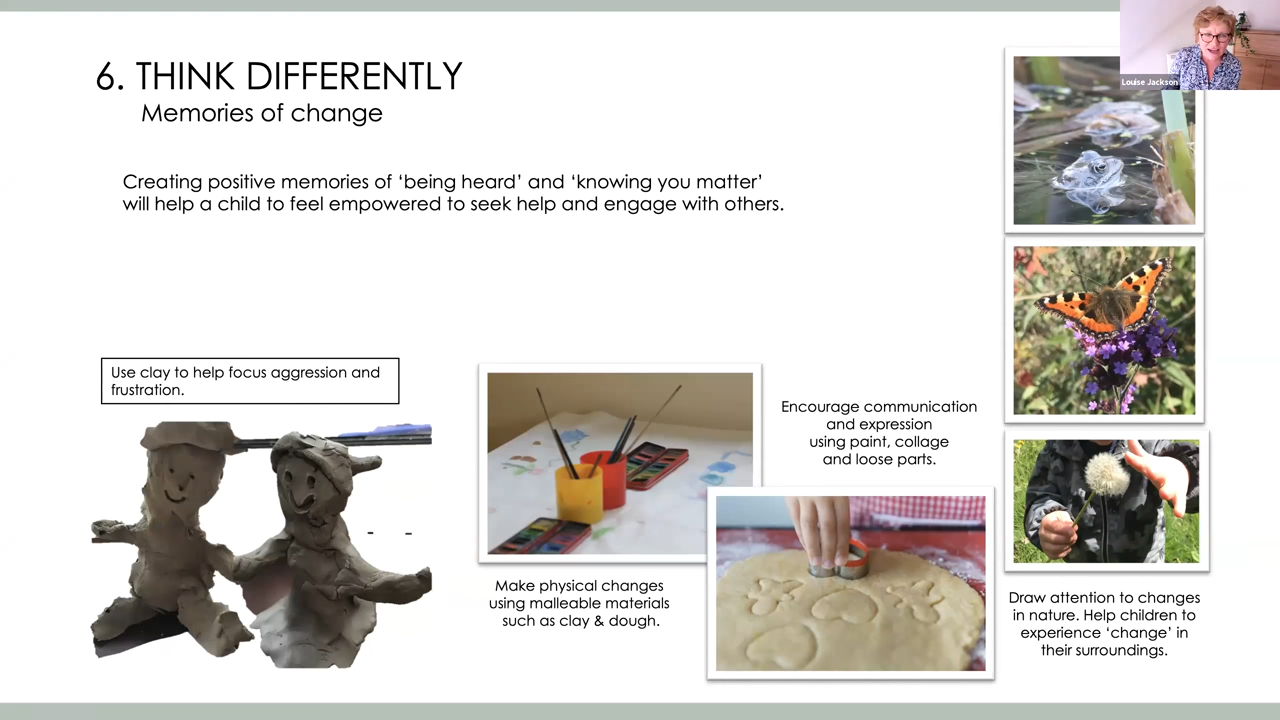 6. THINK DIFFERENTLY
Memories of change
Louise Jackson
Creating positive memories of ‘being heard’ and ‘knowing you matter’
will help a child to feel empowered to seek help and engage with others.
Use clay to help focus aggression and
frustration.
Encourage communication
and expression
using paint, collage
and loose parts.
Make physical changes
using malleable materials
such as clay & dough.
Draw attention to changes
in nature. Help children to
experience ‘change’ in
their surroundings.